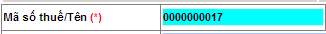 Mã số thuế/Tên (*) 0000000017